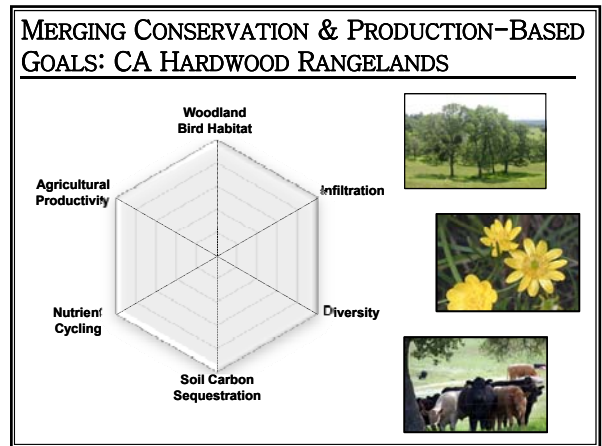 MERGING CONSERVATION & PRODUCTION-BASED
GOALS: CA HARDWOOD RANGELANDS
Woodland
Bird Habitat
Agricultural
Productivity
Infiltration
Nutrient
Cycling
Diversity
Soil Carbon
Sequestration